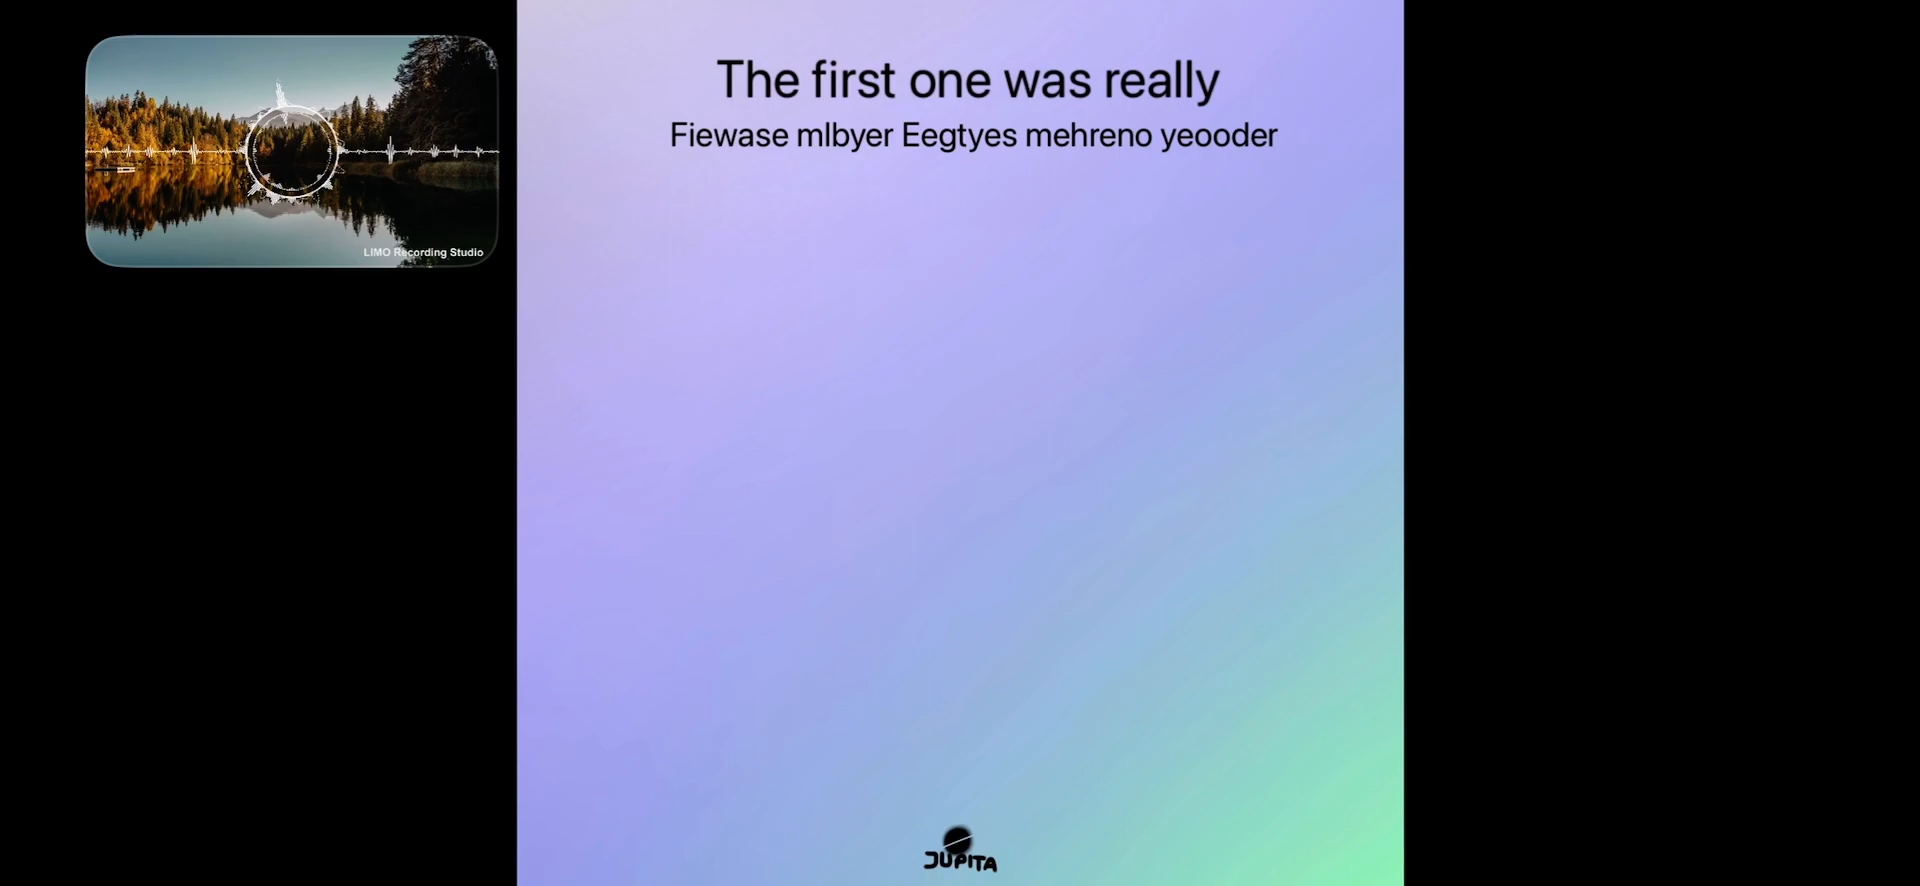 The first one was really
Fiewase mlbyer Eegtyes mehreno yeooder
LIMO Recording Studio
JUPITA